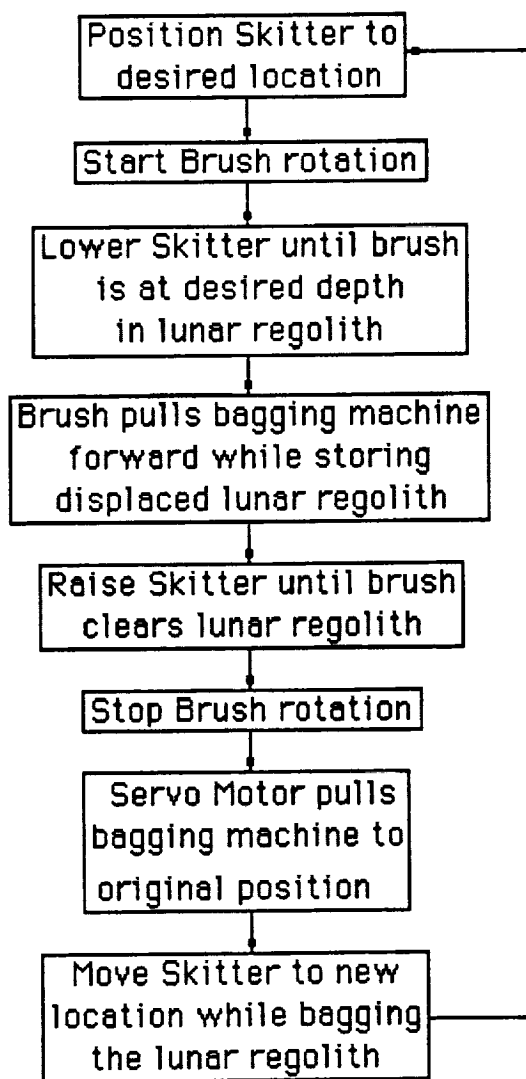 Position Skitter to
desired location
Start Brush rotation
Lower Skitter until brush
is at desired depth
in lunar regolith
Brush pulls bagging machine
forward while storing
displaced lunar regolith
Raise Skitter until brush
clears lunar regolith
Stop Brush rotation
Servo Motor pulls
bagging machine to
original position
Move Skitter to new
location while bagging
the lunar regolith